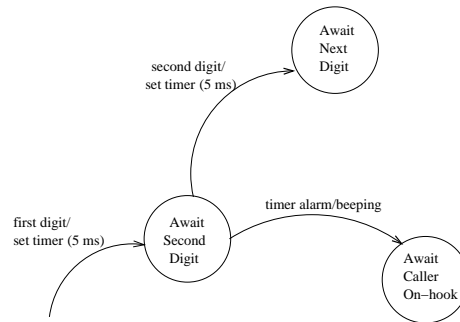 Await
Next
Digit
second digit/
set timer (5 ms)
timer alarm/beeping
first digit/
set timer (5 ms)
Await
Second
Digit
Await
Caller
On−hook